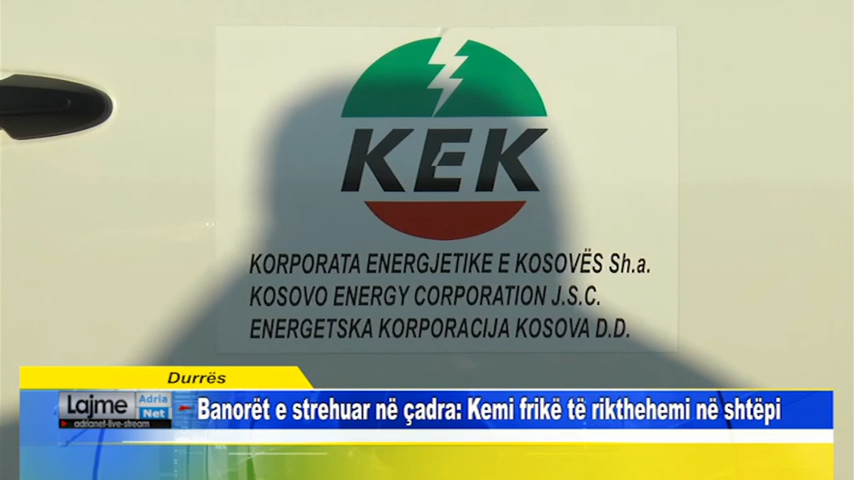 KEK
KORPORATA ENERGJETIKE E KOSOVËS Sh.a.
KOSOVO ENERGY CORPORATION J.S.C.
ENERGETSKA KORPORACIJA KOSOVA D.D.
Durrës
Lajme
Adria
Net
adrianet-live-stream
Banorët e strehuar në çadra: Kemi frikë të rikthehemi në shtëpi